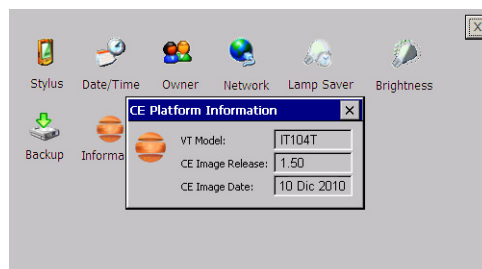 X
Stylus Date/Time Owner Network Lamp Saver Brightness
CE Platform Information X
Backup Informa
VT Model: IT104T
CE Image Release: 1.50
CE Image Date: 10 Dic 2010